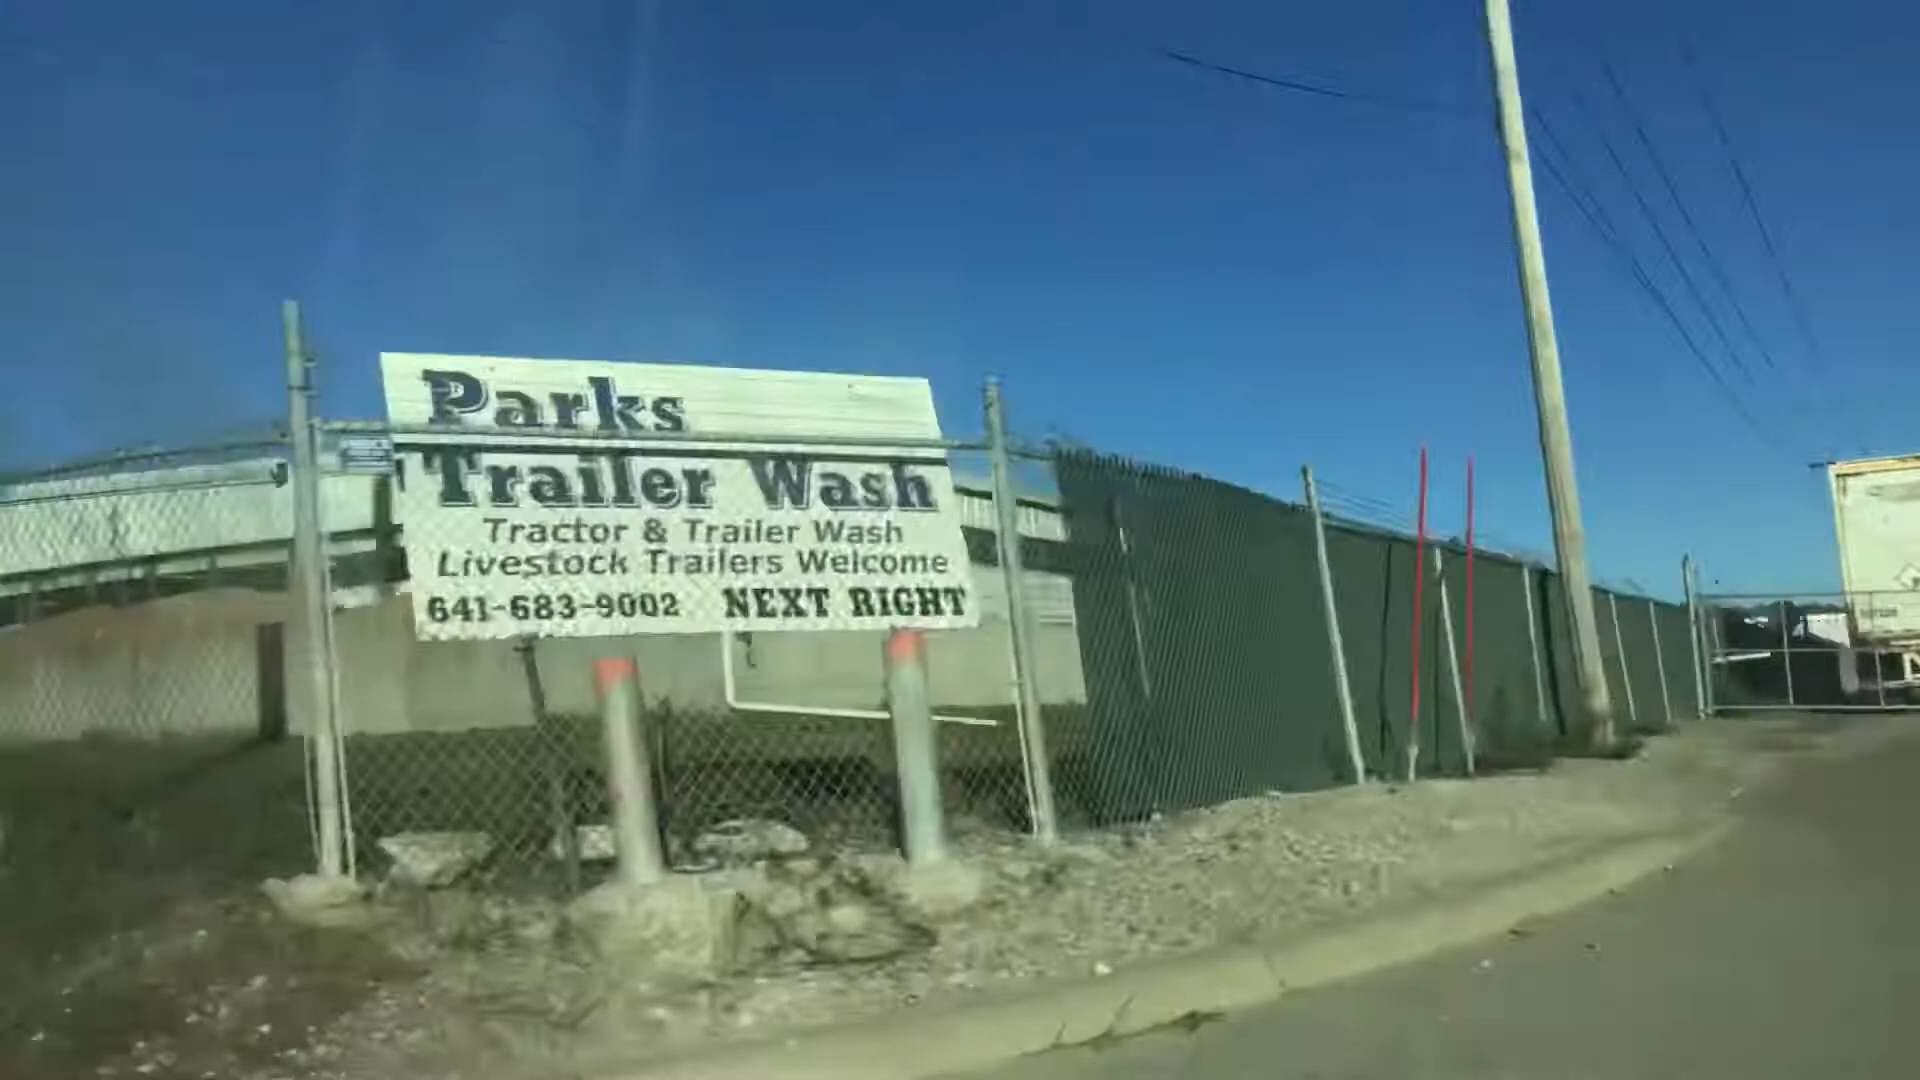 Parks
Trailer Wash
Tractor & Trailer Wash
Livestock Trailers Welcome
641-683-9002 NEXT RIGHT